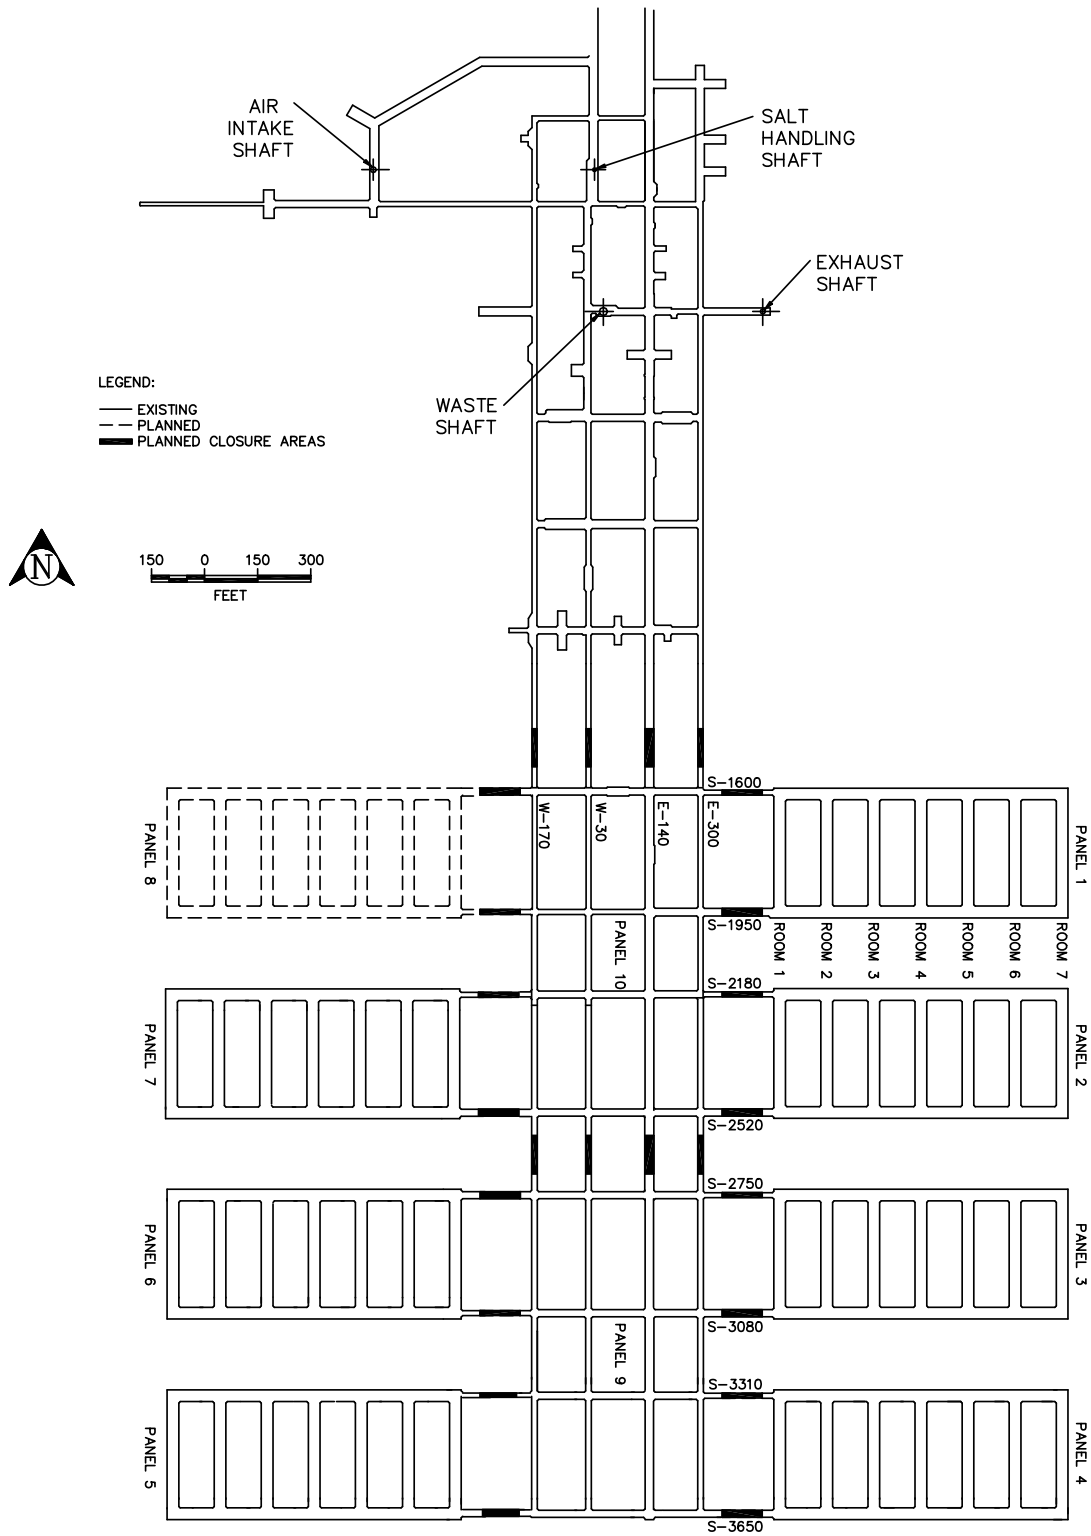 AIR
INTAKE
SHAFT
SALT
HANDLING
SHAFT
EXHAUST
SHAFT
WASTE
SHAFT
LEGEND:
EXISTING
PLANNED
PLANNED CLOSURE AREAS
N
150 0 150 300
FEET
S-1600
W-170
W-30
E-140
E-300
PANEL 8
PANEL 1
S-1950
PANEL 10
ROOM 1
ROOM 2
ROOM 3
ROOM 4
ROOM 5
ROOM 6
ROOM 7
S-2180
PANEL 7
PANEL 2
S-2520
S-2750
PANEL 6
PANEL 3
S-3080
PANEL 9
S-3310
PANEL 5
PANEL 4
S-3650